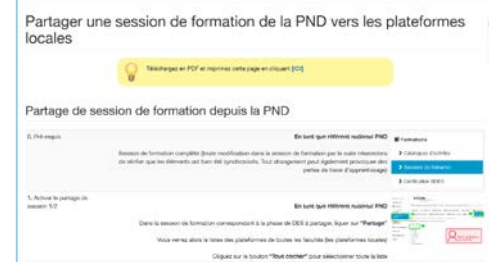 Partager une session de formation de la PND vers les plateformes
locales
Téléchargez en PDF et imprimez cette page en cliquant [ICI]
Partage de session de formation depuis la PND
0. Pré-requis
En tant que référent national PND
Session de formation complète (toute modification dans la session de formation par la suite nécessitera
de vérifier que les éléments ont bien été synchronisés. Tout changement peut également provoquer des
pertes de trace d'apprentissage)
Formations
Catalogues d'activités
Sessions de formation
1. Activer le partage de
session 1/2
En tant que référent national PND
Dans la session de formation correspondant à la phase de DES à partager, cliquer sur "Partage"
Vous verrez alors la listes des plateformes de toutes les facultés (les plateformes locales)
Cliquez sur le bouton "Tout cocher" pour sélectionner toute la liste